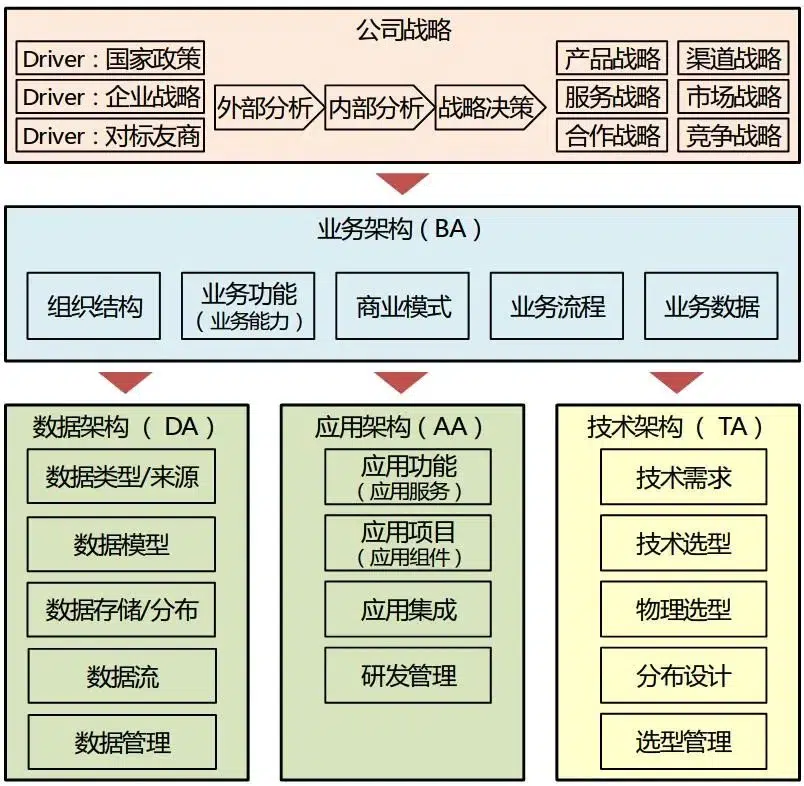 公司战略
Driver：国家政策
Driver：企业战略
Driver：对标友商
外部分析
内部分析
战略决策
产品战略
渠道战略
服务战略
市场战略
合作战略
竞争战略
业务架构（BA）
组织结构
业务功能
（业务能力）
商业模式
业务流程
业务数据
数据架构（ DA）
数据类型/来源
数据模型
数据存储/分布
数据流
数据管理
应用架构（AA）
应用功能
（应用服务）
应用项目
（应用组件）
应用集成
研发管理
技术架构（ TA）
技术需求
技术选型
物理选型
分布设计
选型管理